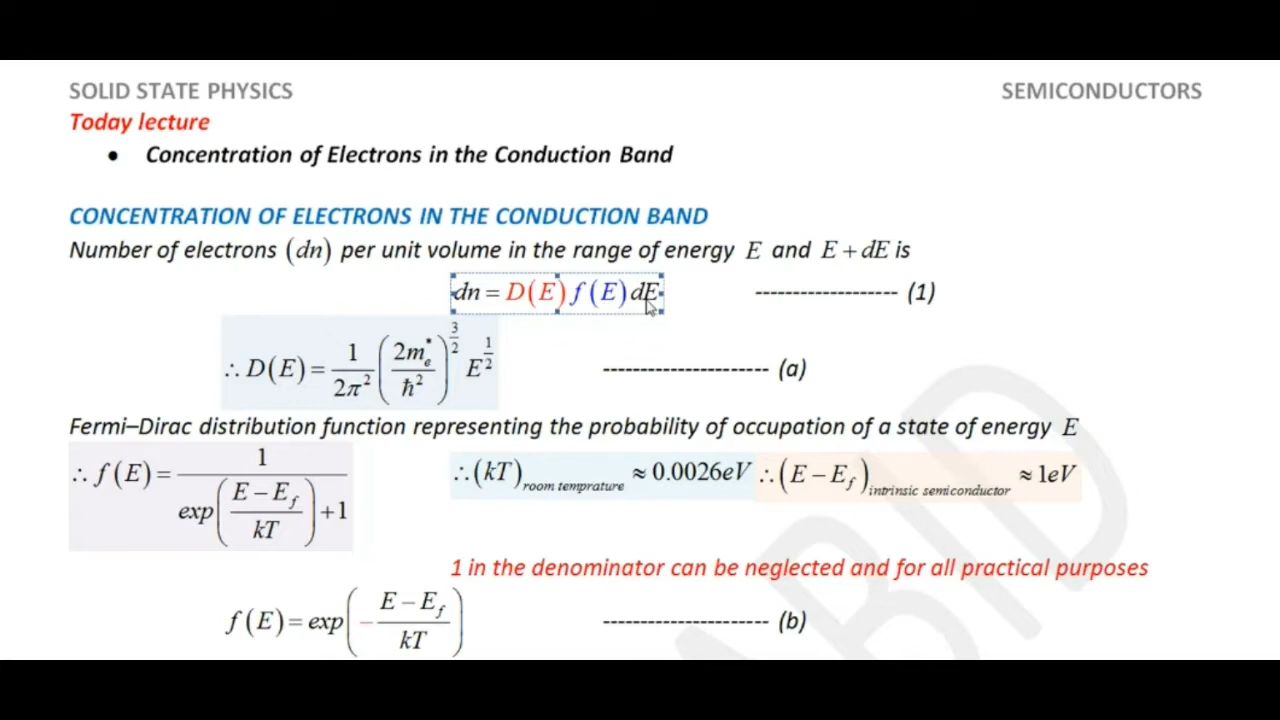 SOLID STATE PHYSICS SEMICONDUCTORS
Today lecture
• Concentration of Electrons in the Conduction Band
CONCENTRATION OF ELECTRONS IN THE CONDUCTION BAND
Number of electrons (dn) per unit volume in the range of energy E and E + dE is
dn = D(E) f(E) dE ------------------- (1)
∴ D(E) = 1/2π² (2mₑ*/ħ²)^(3/2) E^(1/2) ---------------------- (a)
Fermi–Dirac distribution function representing the probability of occupation of a state of energy E
∴ f(E) = 1/(exp((E − E_f)/kT) + 1) ∴ (kT)_room temprature ≈ 0.0026eV ∴ (E − E_f)_intrinsic semiconductor ≈ 1eV
1 in the denominator can be neglected and for all practical purposes
f(E) = exp(− (E − E_f)/kT) ---------------------- (b)
ABID